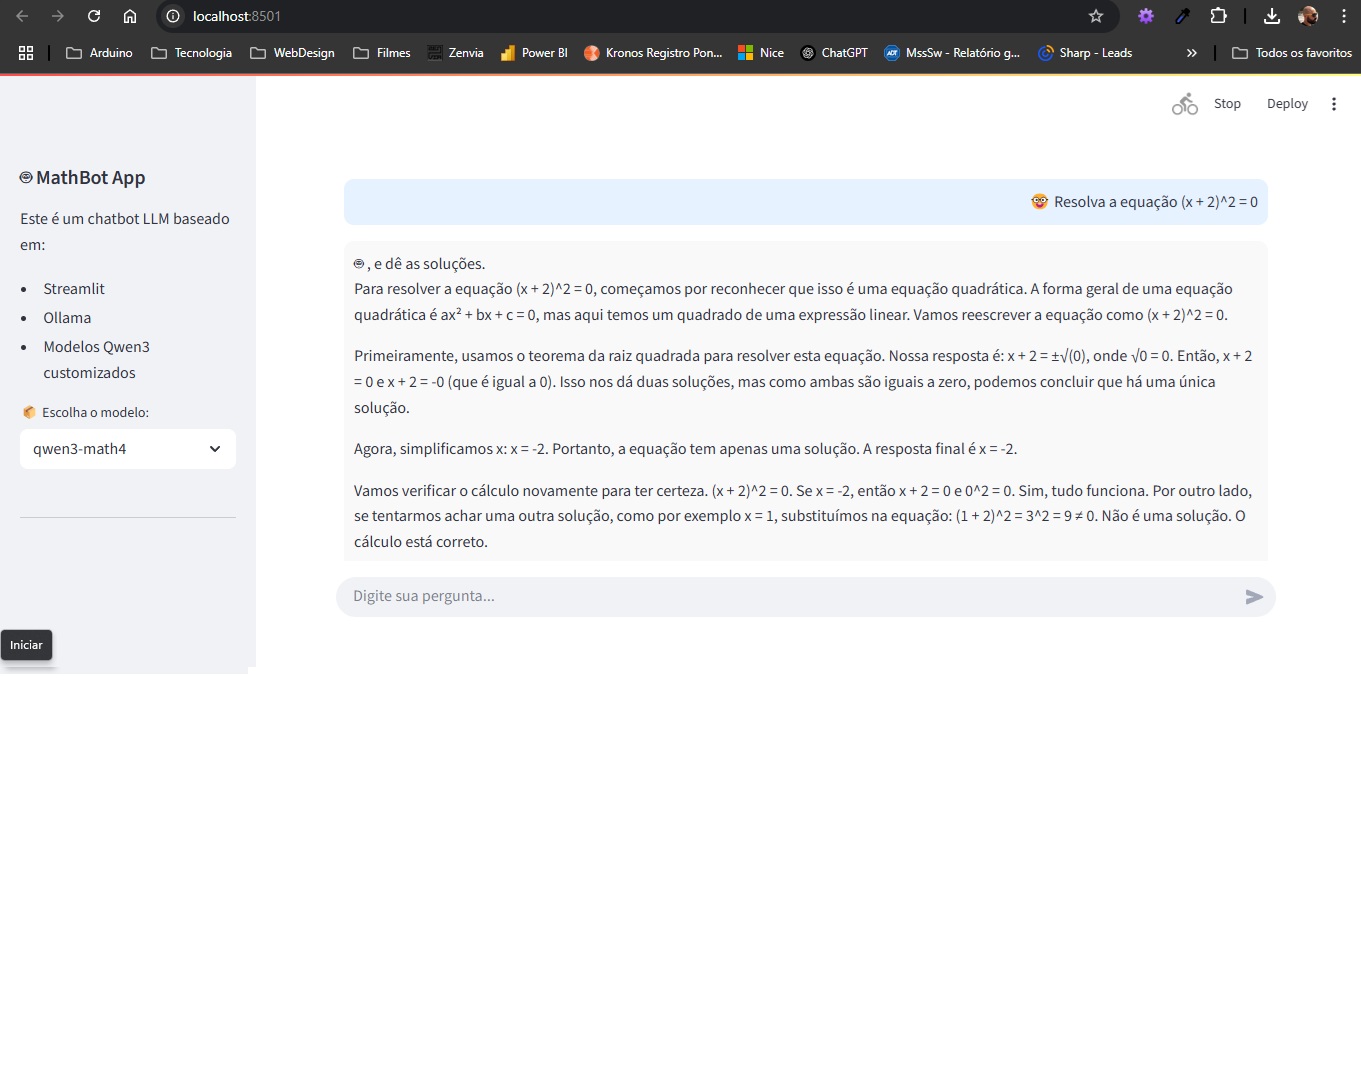 localhost:8501
Arduino
Tecnologia
WebDesign
Filmes
Zenvia
Power BI
Kronos Registro Pon...
Nice
ChatGPT
MssSw - Relatório g...
Sharp - Leads
»
Todos os favoritos
Stop
Deploy
MathBot App
Este é um chatbot LLM baseado
em:
• Streamlit
• Ollama
• Modelos Qwen3
customizados
Escolha o modelo:
qwen3-math4
Iniciar
🤓 Resolva a equação (x + 2)^2 = 0
, e dê as soluções.
Para resolver a equação (x + 2)^2 = 0, começamos por reconhecer que isso é uma equação quadrática. A forma geral de uma equação
quadrática é ax² + bx + c = 0, mas aqui temos um quadrado de uma expressão linear. Vamos reescrever a equação como (x + 2)^2 = 0.
Primeiramente, usamos o teorema da raiz quadrada para resolver esta equação. Nossa resposta é: x + 2 = ±√(0), onde √0 = 0. Então, x + 2
= 0 e x + 2 = -0 (que é igual a 0). Isso nos dá duas soluções, mas como ambas são iguais a zero, podemos concluir que há uma única
solução.
Agora, simplificamos x: x = -2. Portanto, a equação tem apenas uma solução. A resposta final é x = -2.
Vamos verificar o cálculo novamente para ter certeza. (x + 2)^2 = 0. Se x = -2, então x + 2 = 0 e 0^2 = 0. Sim, tudo funciona. Por outro lado,
se tentarmos achar uma outra solução, como por exemplo x = 1, substituímos na equação: (1 + 2)^2 = 3^2 = 9 ≠ 0. Não é uma solução. O
cálculo está correto.
Digite sua pergunta...